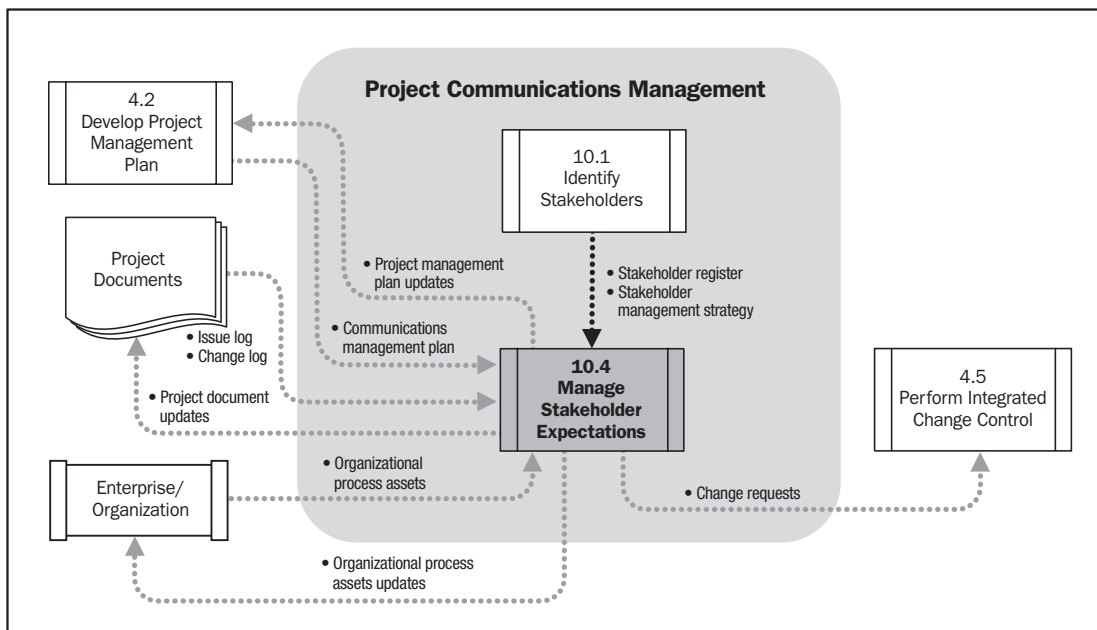 Project Communications Management
4.2
Develop Project
Management
Plan
10.1
Identify
Stakeholders
Project
Documents
• Project management
plan updates
• Stakeholder register
• Stakeholder
management strategy
• Issue log
• Change log
• Communications
management plan
10.4
Manage
Stakeholder
Expectations
4.5
Perform Integrated
Change Control
• Project document
updates
Enterprise/
Organization
• Organizational
process assets
• Change requests
• Organizational process
assets updates